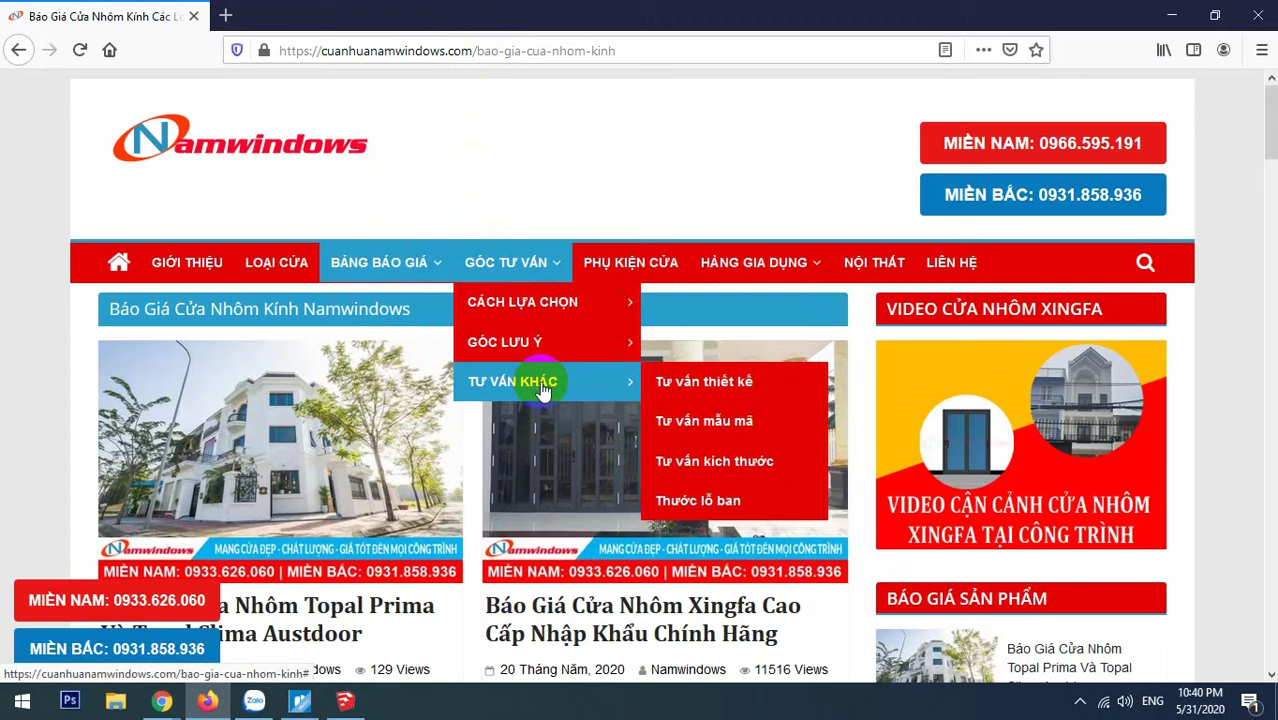 Báo Giá Cửa Nhôm Kính Các Lo
https://cuanhuanamwindows.com/bao-gia-cua-nhom-kinh
Namwindows
MIỀN NAM: 0966.595.191
MIỀN BẮC: 0931.858.936
GIỚI THIỆU LOẠI CỬA BẢNG BÁO GIÁ GÓC TƯ VẤN PHỤ KIỆN CỬA HÀNG GIA DỤNG NỘI THẤT LIÊN HỆ
Báo Giá Cửa Nhôm Kính Namwindows
CÁCH LỰA CHỌN
GÓC LƯU Ý
TƯ VẤN KHÁC
Tư vấn thiết kế
Tư vấn mẫu mã
Tư vấn kích thước
Thước lỗ ban
VIDEO CỬA NHÔM XINGFA
VIDEO CẬN CẢNH CỬA NHÔM
XINGFA TẠI CÔNG TRÌNH
Namwindows MANG CỬA ĐẸP - CHẤT LƯỢNG - GIÁ TỐT ĐẾN MỌI CÔNG TRÌNH
MIỀN NAM: 0933.626.060 | MIỀN BẮC: 0931.858.936
Namwindows MANG CỬA ĐẸP - CHẤT LƯỢNG - GIÁ TỐT ĐẾN MỌI CÔNG TRÌNH
MIỀN NAM: 0933.626.060 | MIỀN BẮC: 0931.858.936
MIỀN NAM: 0933.626.060
MIỀN BẮC: 0931.858.936
a Nhôm Topal Prima
Slima Austdoor
dows 129 Views
Báo Giá Cửa Nhôm Xingfa Cao
Cấp Nhập Khẩu Chính Hãng
20 Tháng Năm, 2020 Namwindows 11516 Views
BÁO GIÁ SẢN PHẨM
Báo Giá Cửa Nhôm
Topal Prima Và Topal
https://cuanhuanamwindows.com/bao-gia-cua-nhom-kinh#
Ps
Zalo
ENG
10:40 PM
5/31/2020
1